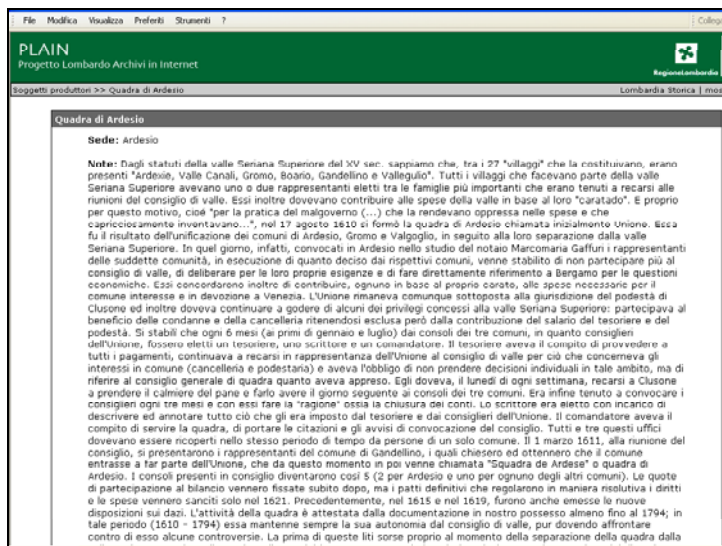 File Modifica Visualizza Preferiti Strumenti ?
PLAIN
Progetto Lombardo Archivi in Internet
RegioneLombardia
Soggetti produttori >> Quadra di Ardesio
Lombardia Storica | mos
Quadra di Ardesio
Sede: Ardesio
Note: Dagli statuti della valle Seriana Superiore del XV sec. sappiamo che, tra i 27 "villaggi" che la costituivano, erano
presenti "Ardexie, Valle Canali, Gromo, Boario, Gandellino e Vallegulio". Tutti i villaggi che facevano parte della valle
Seriana Superiore avevano uno o due rappresentanti eletti tra le famiglie più importanti che erano tenuti a recarsi alle
riunioni del consiglio di valle. Essi inoltre dovevano contribuire alle spese della valle in base al loro "caratado". E proprio
per questo motivo, cioé "per la pratica del malgoverno (...) che la rendevano oppressa nelle spese e che
capricciosamente inventavano...", nel 17 agosto 1610 si formò la quadra di Ardesio chiamata inizialmente Unione. Essa
fu il risultato dell'unificazione dei comuni di Ardesio, Gromo e Valgoglio, in seguito alla loro separazione dalla valle
Seriana Superiore. In quel giorno, infatti, convocati in Ardesio nello studio del notaio Marcomaria Gaffuri i rappresentanti
delle suddette comunità, in esecuzione di quanto deciso dai rispettivi comuni, venne stabilito di non partecipare più al
consiglio di valle, di deliberare per le loro proprie esigenze e di fare direttamente riferimento a Bergamo per le questioni
economiche. Essi concordarono inoltre di contribuire, ognuno in base al proprio carato, alle spese necessarie per il
comune interesse e in devozione a Venezia. L'Unione rimaneva comunque sottoposta alla giurisdizione del podestà di
Clusone ed inoltre doveva continuare a godere di alcuni dei privilegi concessi alla valle Seriana Superiore: partecipava al
beneficio delle condanne e della cancelleria ritenendosi esclusa però dalla contribuzione del salario del tesoriere e del
podestà. Si stabilì che ogni 6 mesi (ai primi di gennaio e luglio) dai consoli dei tre comuni, in quanto consiglieri
dell'Unione, fossero eletti un tesoriere, uno scrittore e un comandatore. Il tesoriere aveva il compito di provvedere a
tutti i pagamenti, continuava a recarsi in rappresentanza dell'Unione al consiglio di valle per ciò che concerneva gli
interessi in comune (cancelleria e podestaria) e aveva l'obbligo di non prendere decisioni individuali in tale ambito, ma di
riferire al consiglio generale di quadra quanto aveva appreso. Egli doveva, il lunedì di ogni settimana, recarsi a Clusone
a prendere il calmiere del pane e farlo avere il giorno seguente ai consoli dei tre comuni. Era infine tenuto a convocare i
consiglieri ogni tre mesi e con essi fare la "ragione" ossia la chiusura dei conti. Lo scrittore era eletto con incarico di
descrivere ed annotare tutto ciò che gli era imposto dal tesoriere e dai consiglieri dell'Unione. Il comandatore aveva il
compito di servire la quadra, di portare le citazioni e gli avvisi di convocazione del consiglio. Tutti e tre questi uffici
dovevano essere ricoperti nello stesso periodo di tempo da persone di un solo comune. Il 1 marzo 1611, alla riunione del
consiglio, si presentarono i rappresentanti del comune di Gandellino, i quali chiesero ed ottennero che il comune
entrasse a far parte dell'Unione, che da questo momento in poi venne chiamata "Squadra de Ardese" o quadra di
Ardesio. I consoli presenti in consiglio diventarono così 5 (2 per Ardesio e uno per ognuno degli altri comuni). Le quote
di partecipazione al bilancio vennero fissate subito dopo, ma i patti definitivi che regolarono in maniera risolutiva i diritti
e le spese vennero sanciti solo nel 1621. Precedentemente, nel 1615 e nel 1619, furono anche emesse le nuove
disposizioni sui dazi. L'attività della quadra è attestata dalla documentazione in nostro possesso almeno fino al 1794; in
tale periodo (1610 - 1794) essa mantenne sempre la sua autonomia dal consiglio di valle, pur dovendo affrontare
contro di esso alcune controversie. La prima di queste liti sorse proprio al momento della separazione della quadra dalla